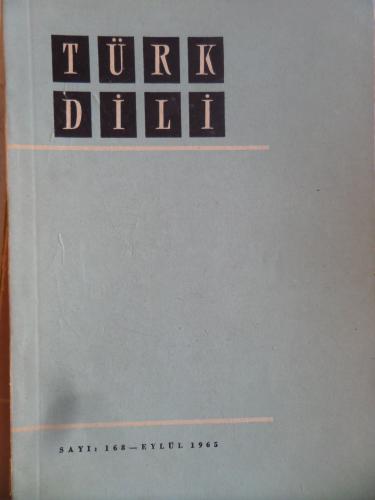 TÜRK
DİLİ
SAYI: 168 — EYLÜL 1965